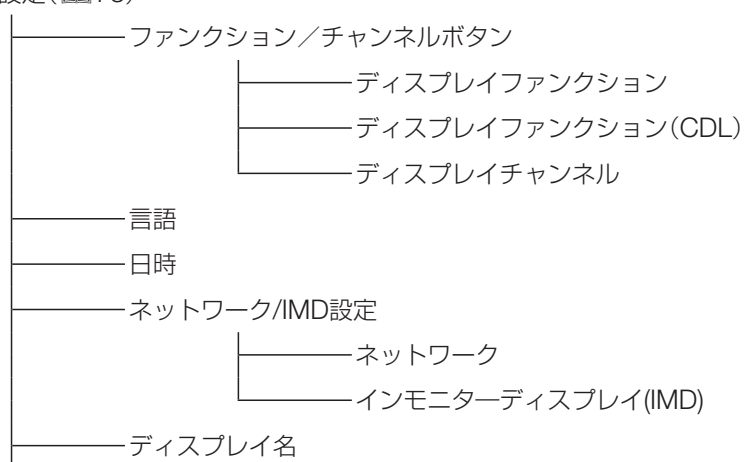 ファンクション／チャンネルボタン
ディスプレイファンクション
ディスプレイファンクション（CDL）
ディスプレイチャンネル
言語
日時
ネットワーク/IMD設定
ネットワーク
インモニターディスプレイ(IMD)
ディスプレイ名